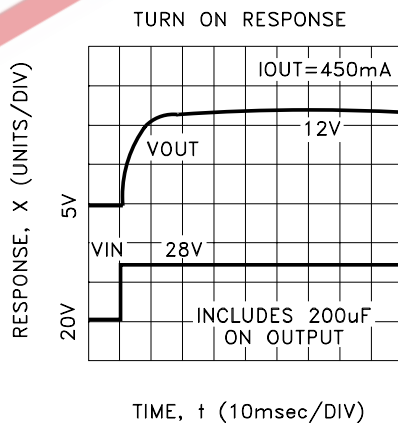 TURN ON RESPONSE
IOUT=450mA
12V
VOUT
5V
VIN 28V
20V
INCLUDES 200uF
ON OUTPUT
RESPONSE, X (UNITS/DIV)
TIME, t (10msec/DIV)